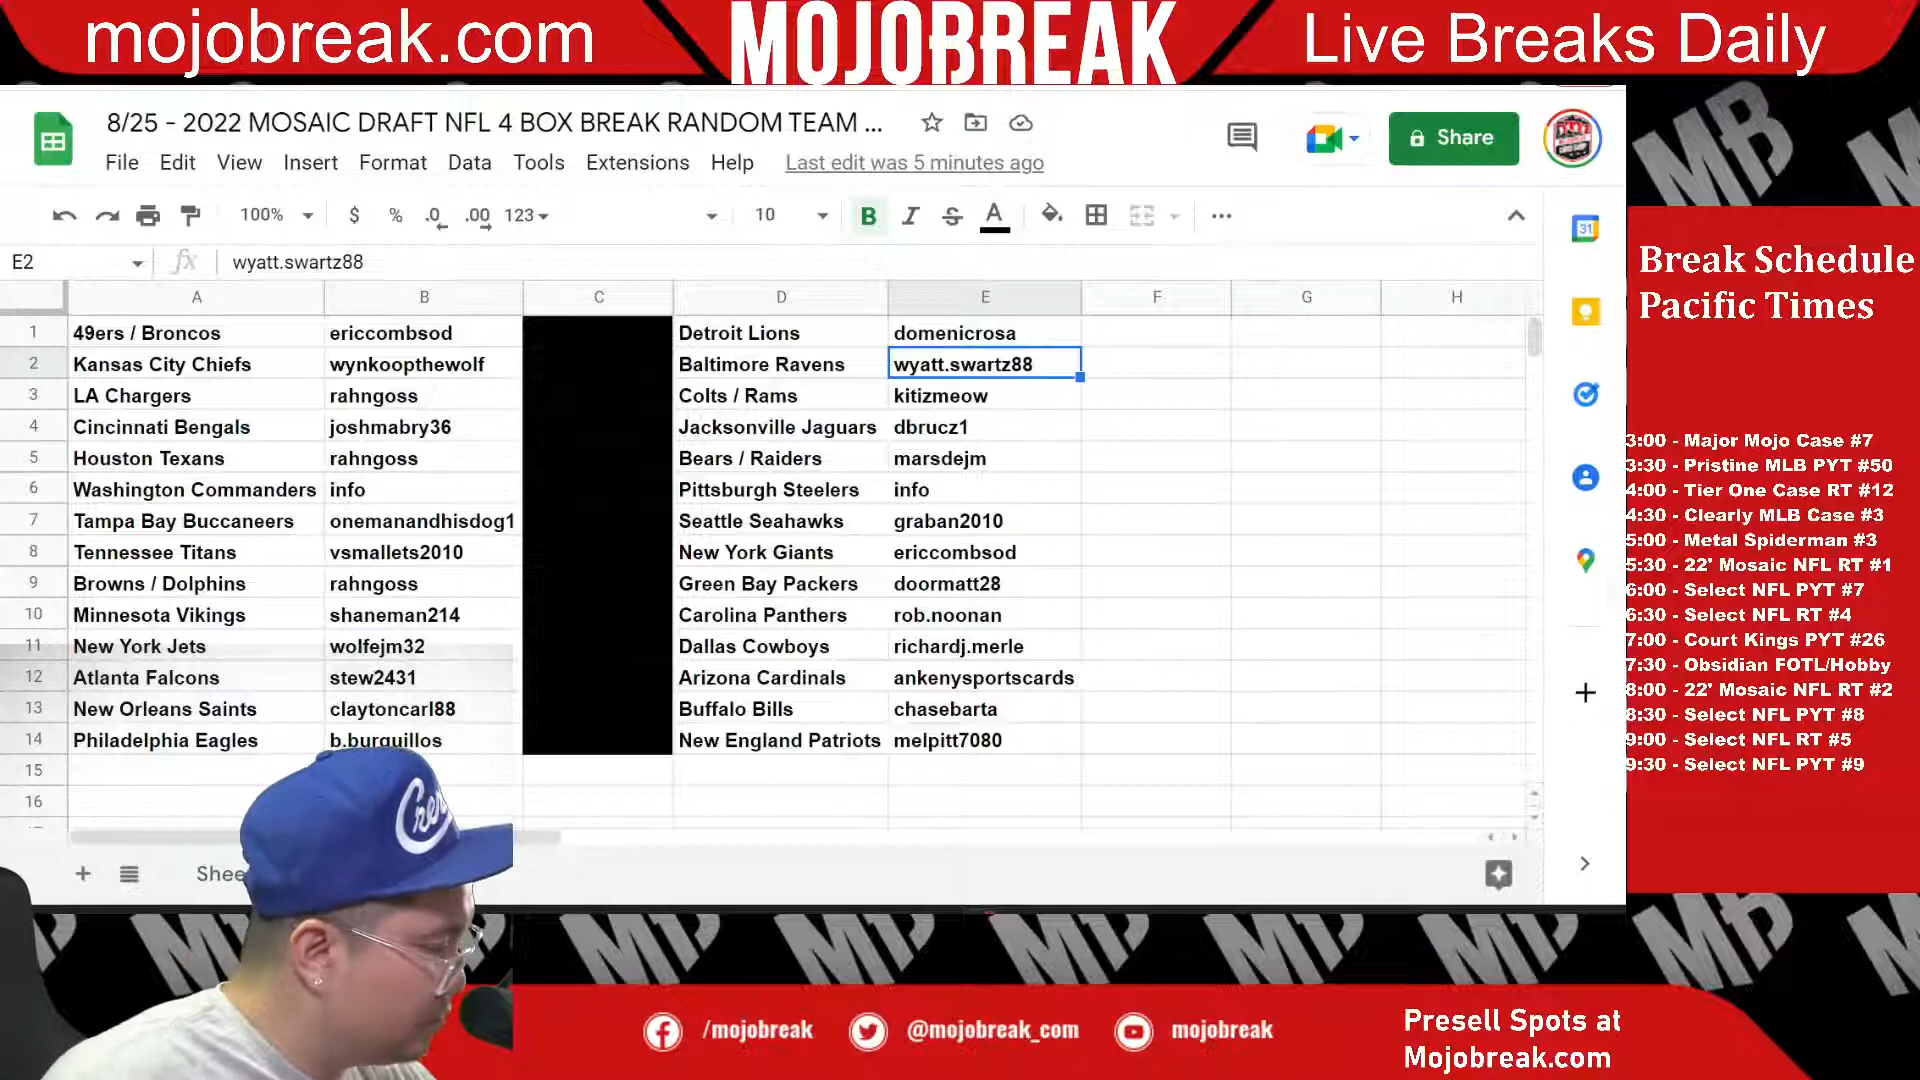 mojobreak.com
MOJOBREAK
Live Breaks Daily
8/25 - 2022 MOSAIC DRAFT NFL 4 BOX BREAK RANDOM TEAM ...
Share
File Edit View Insert Format Data Tools Extensions Help Last edit was 5 minutes ago
100% $ % .0 .00 123 10 B I S A
31
E2 fx wyatt.swartz88
A B C D E F G H
1 49ers / Broncos ericcombsod Detroit Lions domenicrosa
2 Kansas City Chiefs wynkoopthewolf Baltimore Ravens wyatt.swartz88
3 LA Chargers rahngoss Colts / Rams kitizmeow
4 Cincinnati Bengals joshmabry36 Jacksonville Jaguars dbrucz1
5 Houston Texans rahngoss Bears / Raiders marsdejm
6 Washington Commanders info Pittsburgh Steelers info
7 Tampa Bay Buccaneers onemanandhisdog1 Seattle Seahawks graban2010
8 Tennessee Titans vsmallets2010 New York Giants ericcombsod
9 Browns / Dolphins rahngoss Green Bay Packers doormatt28
10 Minnesota Vikings shaneman214 Carolina Panthers rob.noonan
11 New York Jets wolfejm32 Dallas Cowboys richardj.merle
12 Atlanta Falcons stew2431 Arizona Cardinals ankenysportscards
13 New Orleans Saints claytoncarl88 Buffalo Bills chasebarta
14 Philadelphia Eagles b.burguillos New England Patriots melpitt7080
15
16
Break Schedule
Pacific Times
3:00 - Major Mojo Case #7
3:30 - Pristine MLB PYT #50
4:00 - Tier One Case RT #12
4:30 - Clearly MLB Case #3
5:00 - Metal Spiderman #3
5:30 - 22' Mosaic NFL RT #1
6:00 - Select NFL PYT #7
6:30 - Select NFL RT #4
7:00 - Court Kings PYT #26
7:30 - Obsidian FOTL/Hobby
8:00 - 22' Mosaic NFL RT #2
8:30 - Select NFL PYT #8
9:00 - Select NFL RT #5
9:30 - Select NFL PYT #9
/mojobreak
@mojobreak_com
mojobreak
Presell Spots at
Mojobreak.com